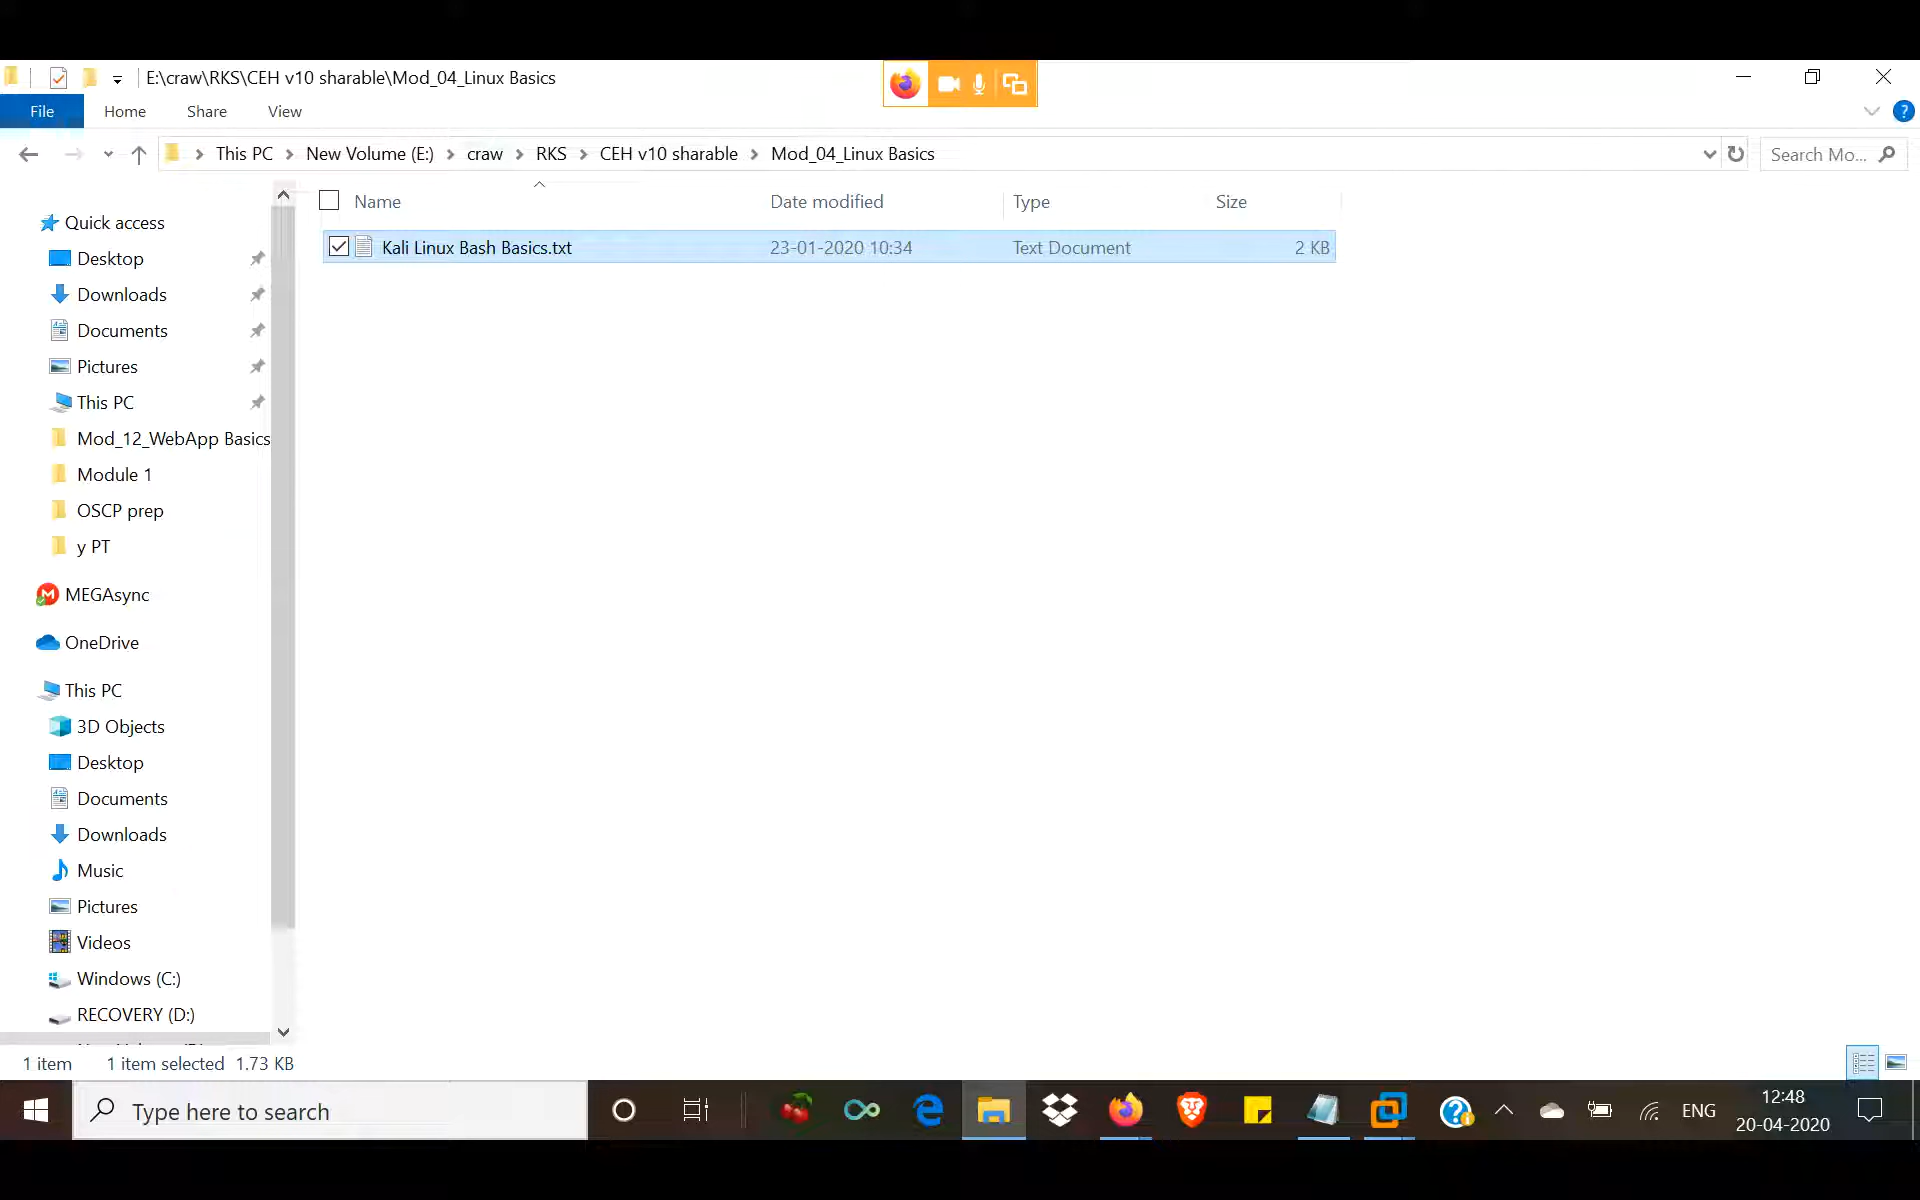 E:\craw\RKS\CEH v10 sharable\Mod_04_Linux Basics
File Home Share View
This PC New Volume (E:) craw RKS CEH v10 sharable Mod_04_Linux Basics Search Mo...
Name Date modified Type Size
Kali Linux Bash Basics.txt 23-01-2020 10:34 Text Document 2 KB
Quick access
Desktop
Downloads
Documents
Pictures
This PC
Mod_12_WebApp Basics
Module 1
OSCP prep
y PT
MEGAsync
OneDrive
This PC
3D Objects
Desktop
Documents
Downloads
Music
Pictures
Videos
Windows (C:)
RECOVERY (D:)
1 item 1 item selected 1.73 KB
Type here to search ENG 12:48
20-04-2020